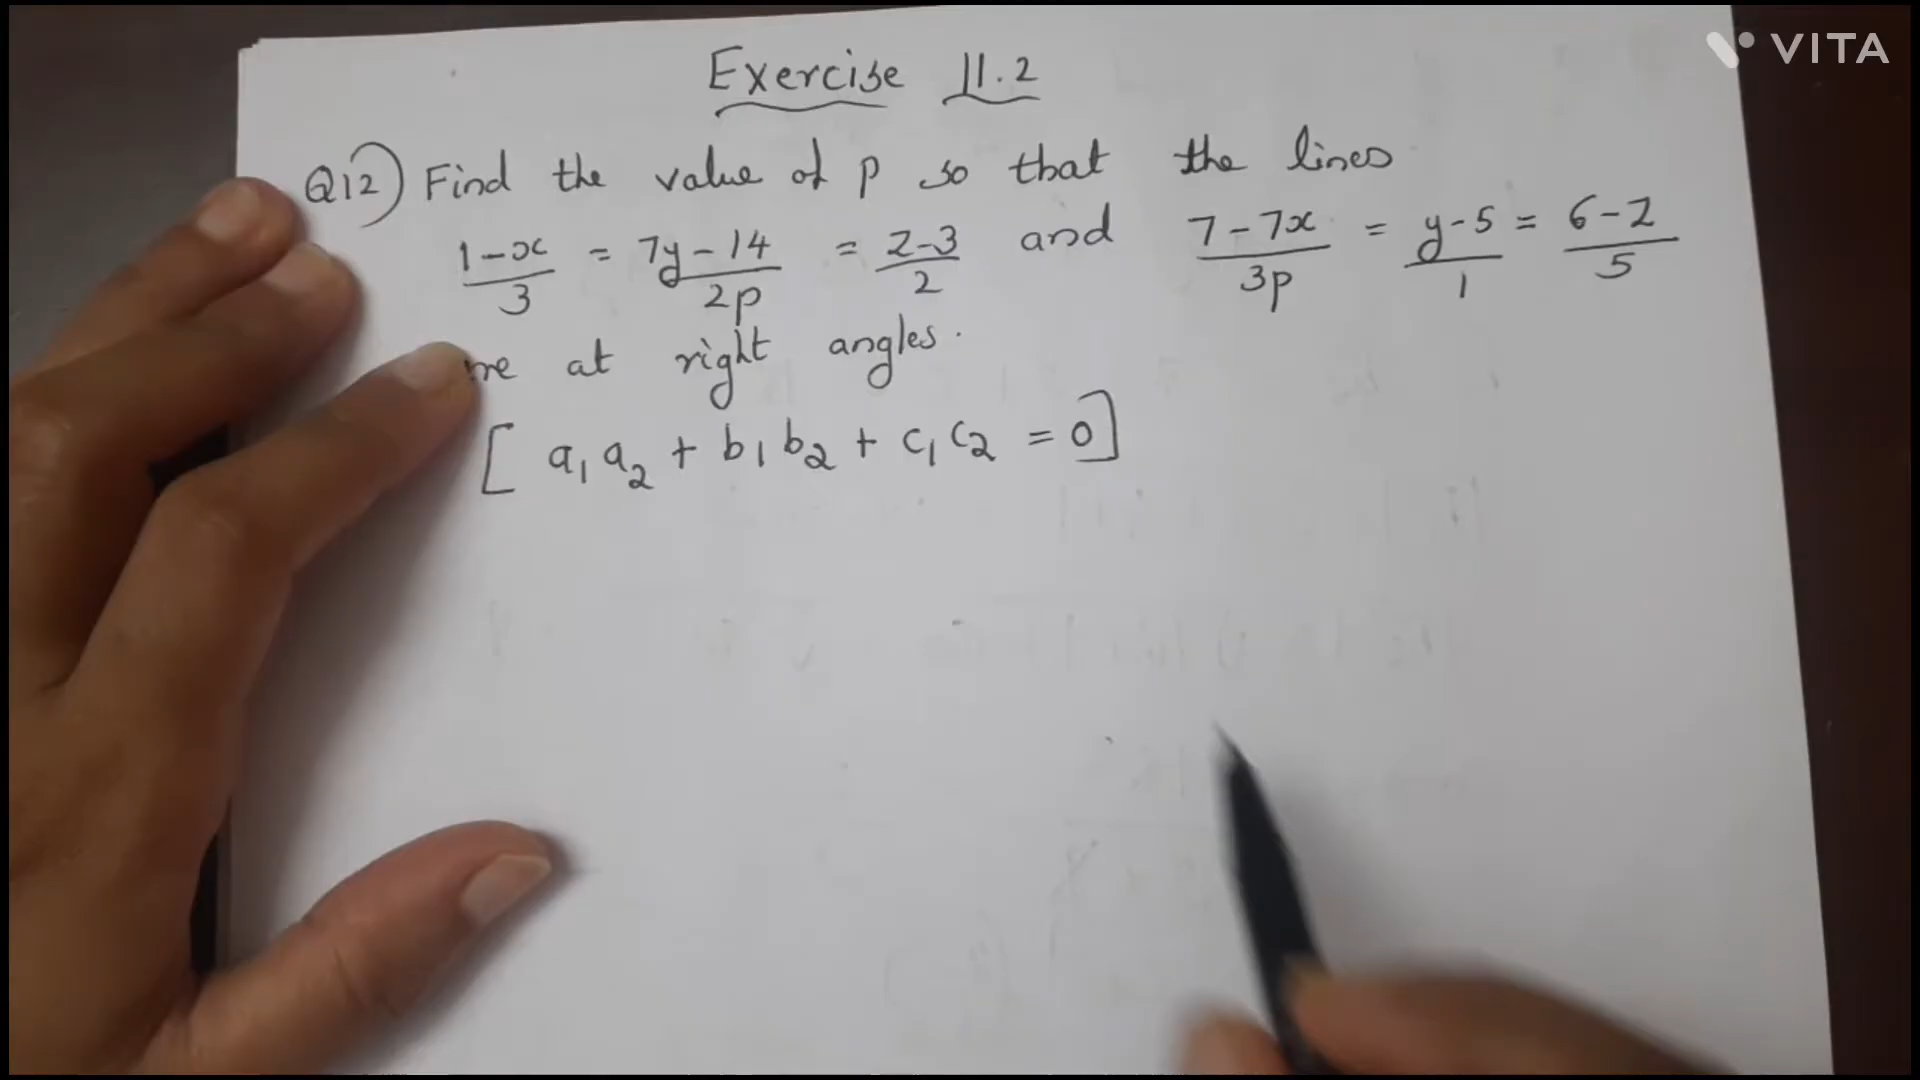 VITA
Exercise 11.2
Q12) Find the value of p so that the lines
1-x/3 = 7y-14/2p = z-3/2 and 7-7x/3p = y-5/1 = 6-z/5
at right angles.
[ a₁a₂ + b₁b₂ + c₁c₂ = 0 ]